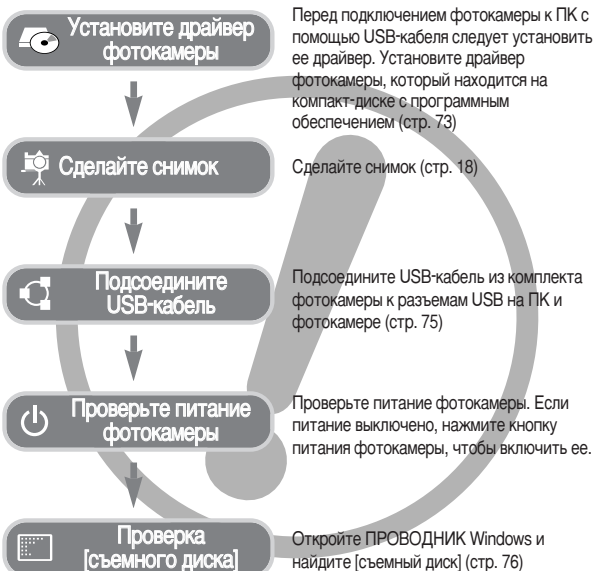 Установите драйвер
фотокамеры
Перед подключением фотокамеры к ПК с
помощью USB-кабеля следует установить
ее драйвер. Установите драйвер
фотокамеры, который находится на
компакт-диске с программным
обеспечением (стр. 73)
Сделайте снимок
Сделайте снимок (стр. 18)
Подсоедините
USB-кабель
Подсоедините USB-кабель из комплекта
фотокамеры к разъемам USB на ПК и
фотокамере (стр. 75)
Проверьте питание
фотокамеры
Проверьте питание фотокамеры. Если
питание выключено, нажмите кнопку
питания фотокамеры, чтобы включить ее.
Проверка
[съемного диска]
Откройте ПРОВОДНИК Windows и
найдите [съемный диск] (стр. 76)